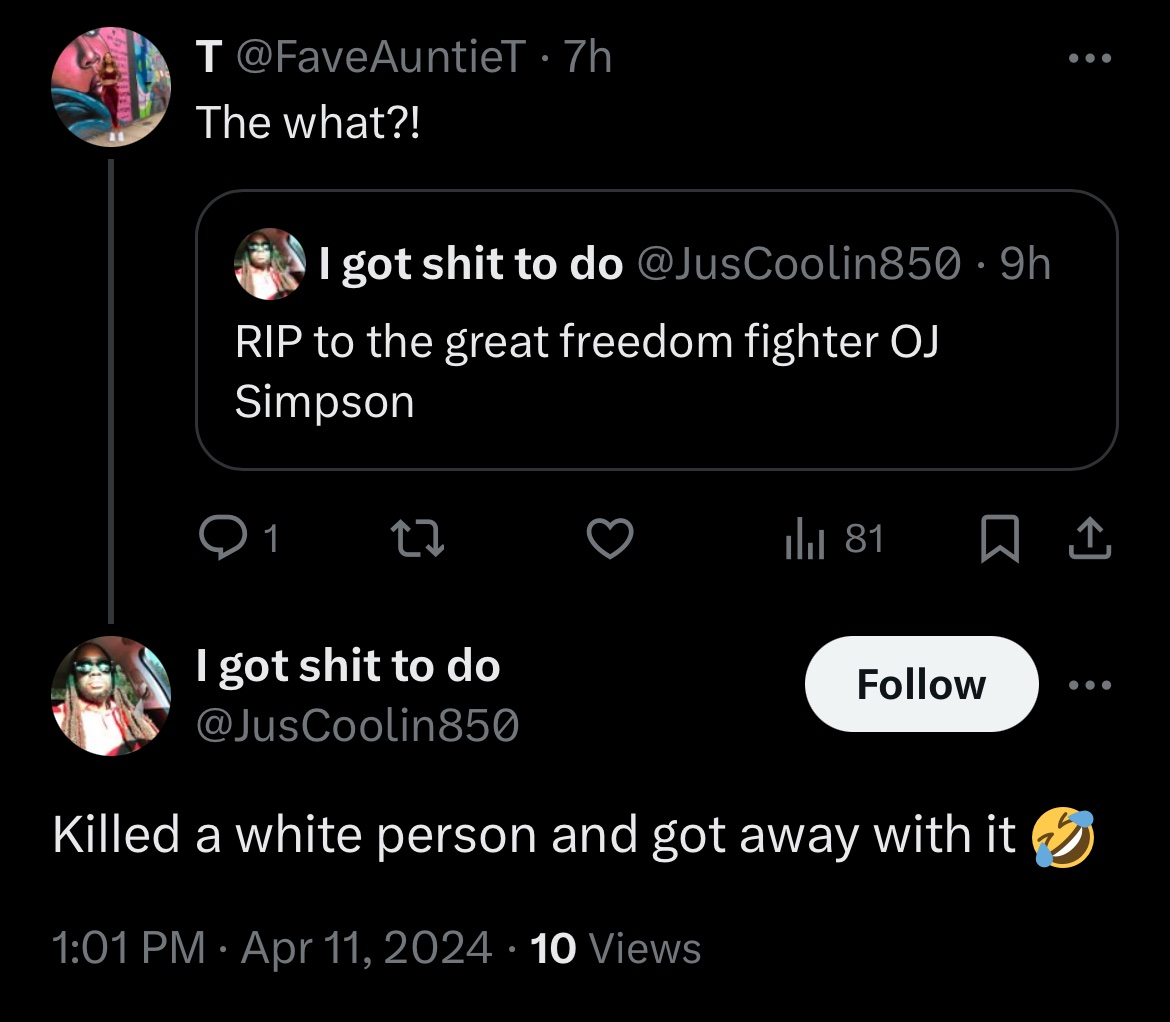 T @FaveAuntieT · 7h
The what?!
I got shit to do @JusCoolin850 · 9h
RIP to the great freedom fighter OJ
Simpson
1
81
I got shit to do
Follow
@JusCoolin850
Killed a white person and got away with it 🤣
1:01 PM · Apr 11, 2024 · 10 Views